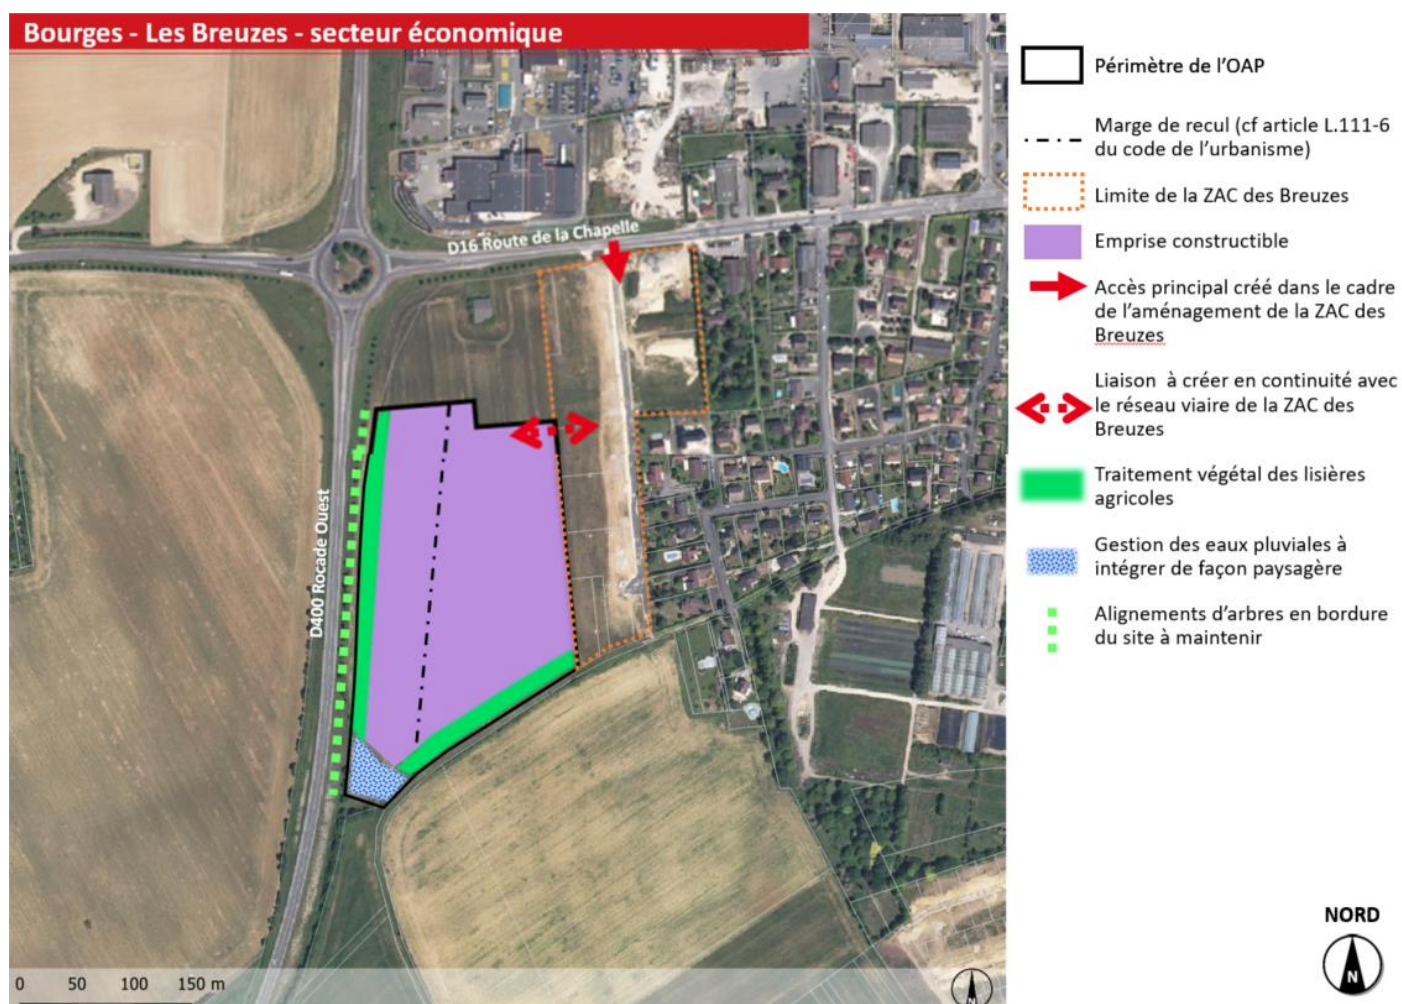 Bourges - Les Breuzes - secteur économique
Périmètre de l'OAP
Marge de recul (cf article L.111-6
du code de l'urbanisme)
Limite de la ZAC des Breuzes
Emprise constructible
Accès principal créé dans le cadre
de l'aménagement de la ZAC des
Breuzes
Liaison à créer en continuité avec
le réseau viaire de la ZAC des
Breuzes
Traitement végétal des lisières
agricoles
Gestion des eaux pluviales à
intégrer de façon paysagère
Alignements d'arbres en bordure
du site à maintenir
D16 Route de la Chapelle
D400 Rocade Ouest
0 50 100 150 m
N
NORD
N